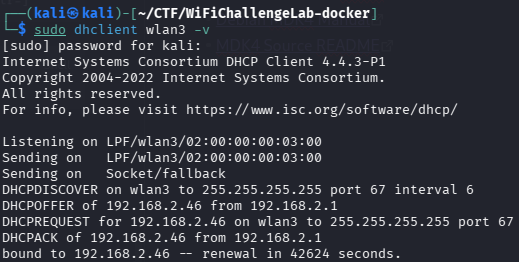 (kali㉿kali)-[~/CTF/WiFiChallengeLab-docker]
$ sudo dhclient wlan3 -v
[sudo] password for kali:
Internet Systems Consortium DHCP Client 4.4.3-P1
Copyright 2004-2022 Internet Systems Consortium.
All rights reserved.
For info, please visit https://www.isc.org/software/dhcp/
Listening on LPF/wlan3/02:00:00:00:03:00
Sending on   LPF/wlan3/02:00:00:00:03:00
Sending on   Socket/fallback
DHCPDISCOVER on wlan3 to 255.255.255.255 port 67 interval 6
DHCPOFFER of 192.168.2.46 from 192.168.2.1
DHCPREQUEST for 192.168.2.46 on wlan3 to 255.255.255.255 port 67
DHCPACK of 192.168.2.46 from 192.168.2.1
bound to 192.168.2.46 -- renewal in 42624 seconds.